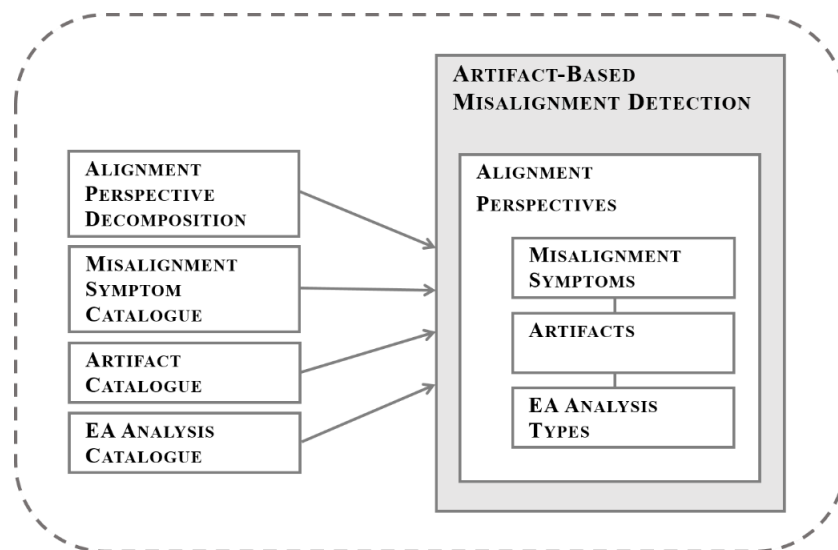 ARTIFACT-BASED
MISALIGNMENT DETECTION
ALIGNMENT
PERSPECTIVE
DECOMPOSITION
MISALIGNMENT
SYMPTOM
CATALOGUE
ARTIFACT
CATALOGUE
EA ANALYSIS
CATALOGUE
ALIGNMENT
PERSPECTIVES
MISALIGNMENT
SYMPTOMS
ARTIFACTS
EA ANALYSIS
TYPES